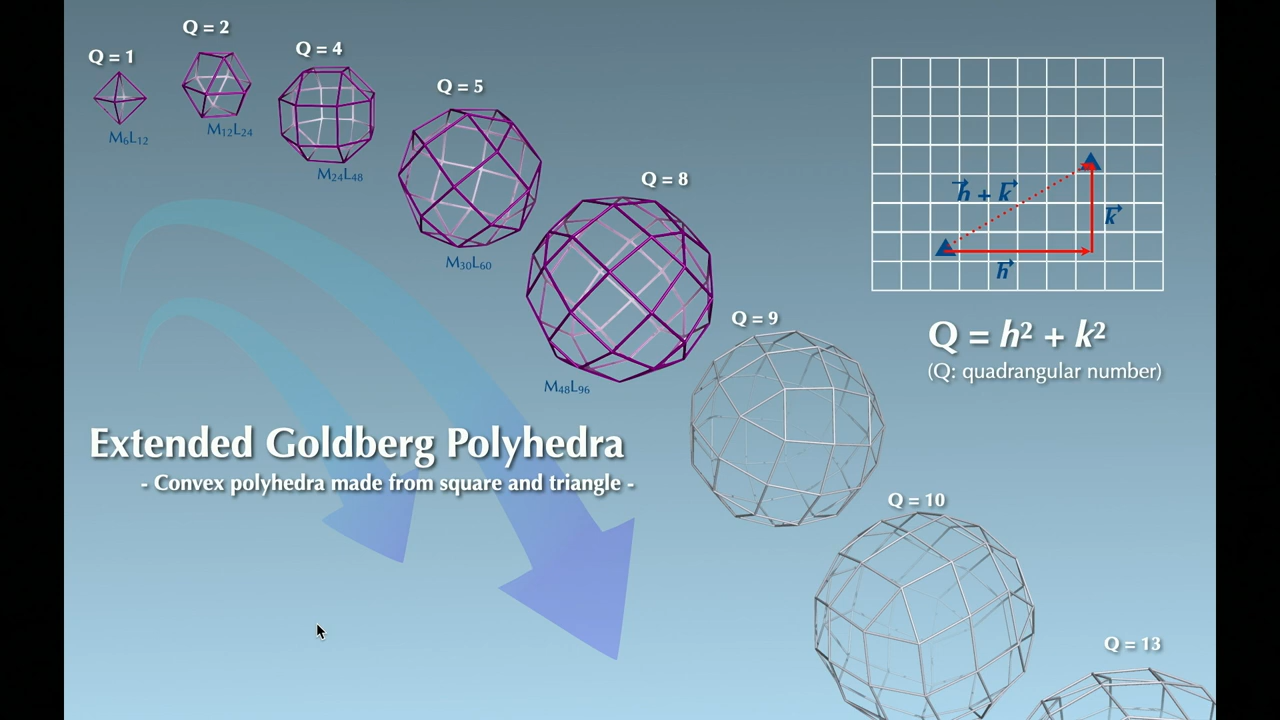 Q = 1
M₆L₁₂
Q = 2
M₁₂L₂₄
Q = 4
M₂₄L₄₈
Q = 5
M₃₀L₆₀
Q = 8
M₄₈L₉₆
Q = 9
Q = 10
Q = 13
h⃗ + k⃗
k⃗
h⃗
Q = h² + k²
(Q: quadrangular number)
Extended Goldberg Polyhedra
- Convex polyhedra made from square and triangle -